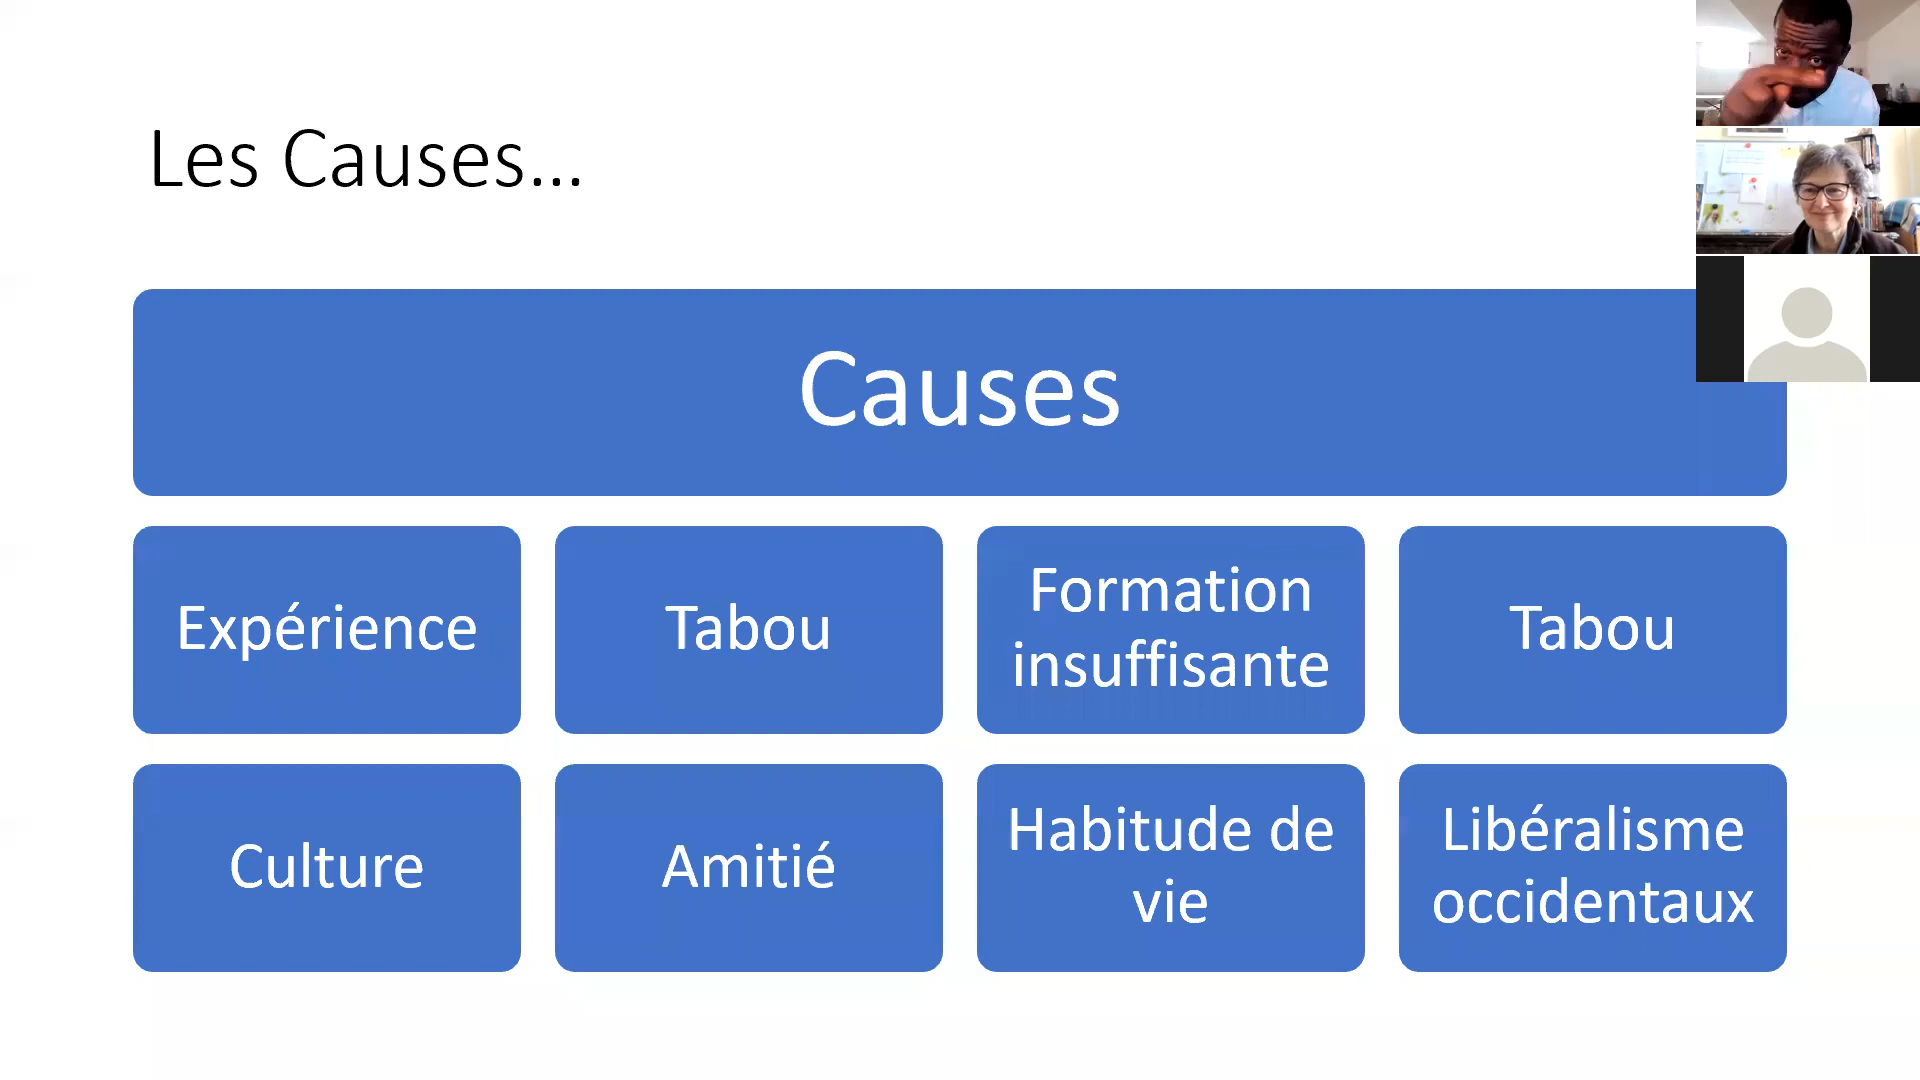 Les Causes...
Causes
Expérience
Tabou
Formation
insuffisante
Tabou
Culture
Amitié
Habitude de
vie
Libéralisme
occidentaux